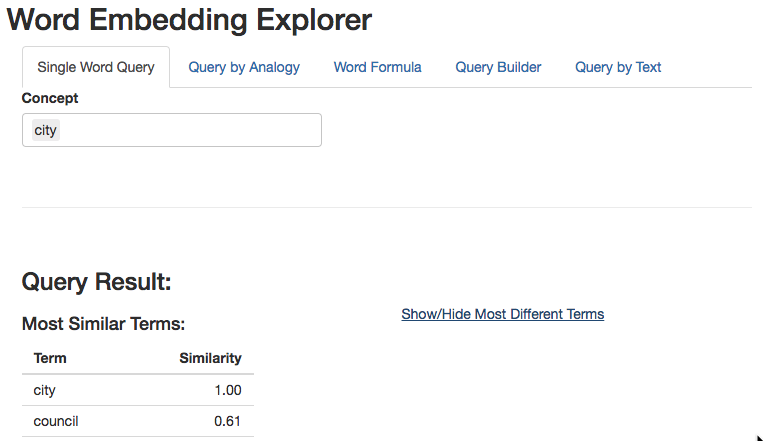 Word Embedding Explorer
Single Word Query Query by Analogy Word Formula Query Builder Query by Text
Concept
city
Query Result:
Show/Hide Most Different Terms
Most Similar Terms:
Term Similarity
city 1.00
council 0.61